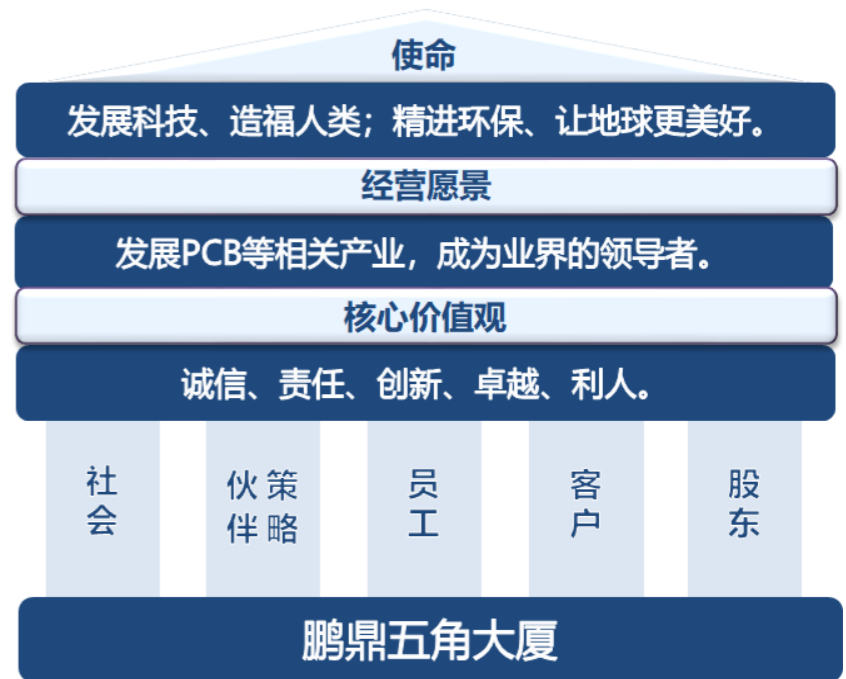 使命
发展科技、造福人类；精进环保、让地球更美好。
经营愿景
发展PCB等相关产业，成为业界的领导者。
核心价值观
诚信、责任、创新、卓越、利人。
社会
策略
伙伴
员工
客户
股东
鹏鼎五角大厦